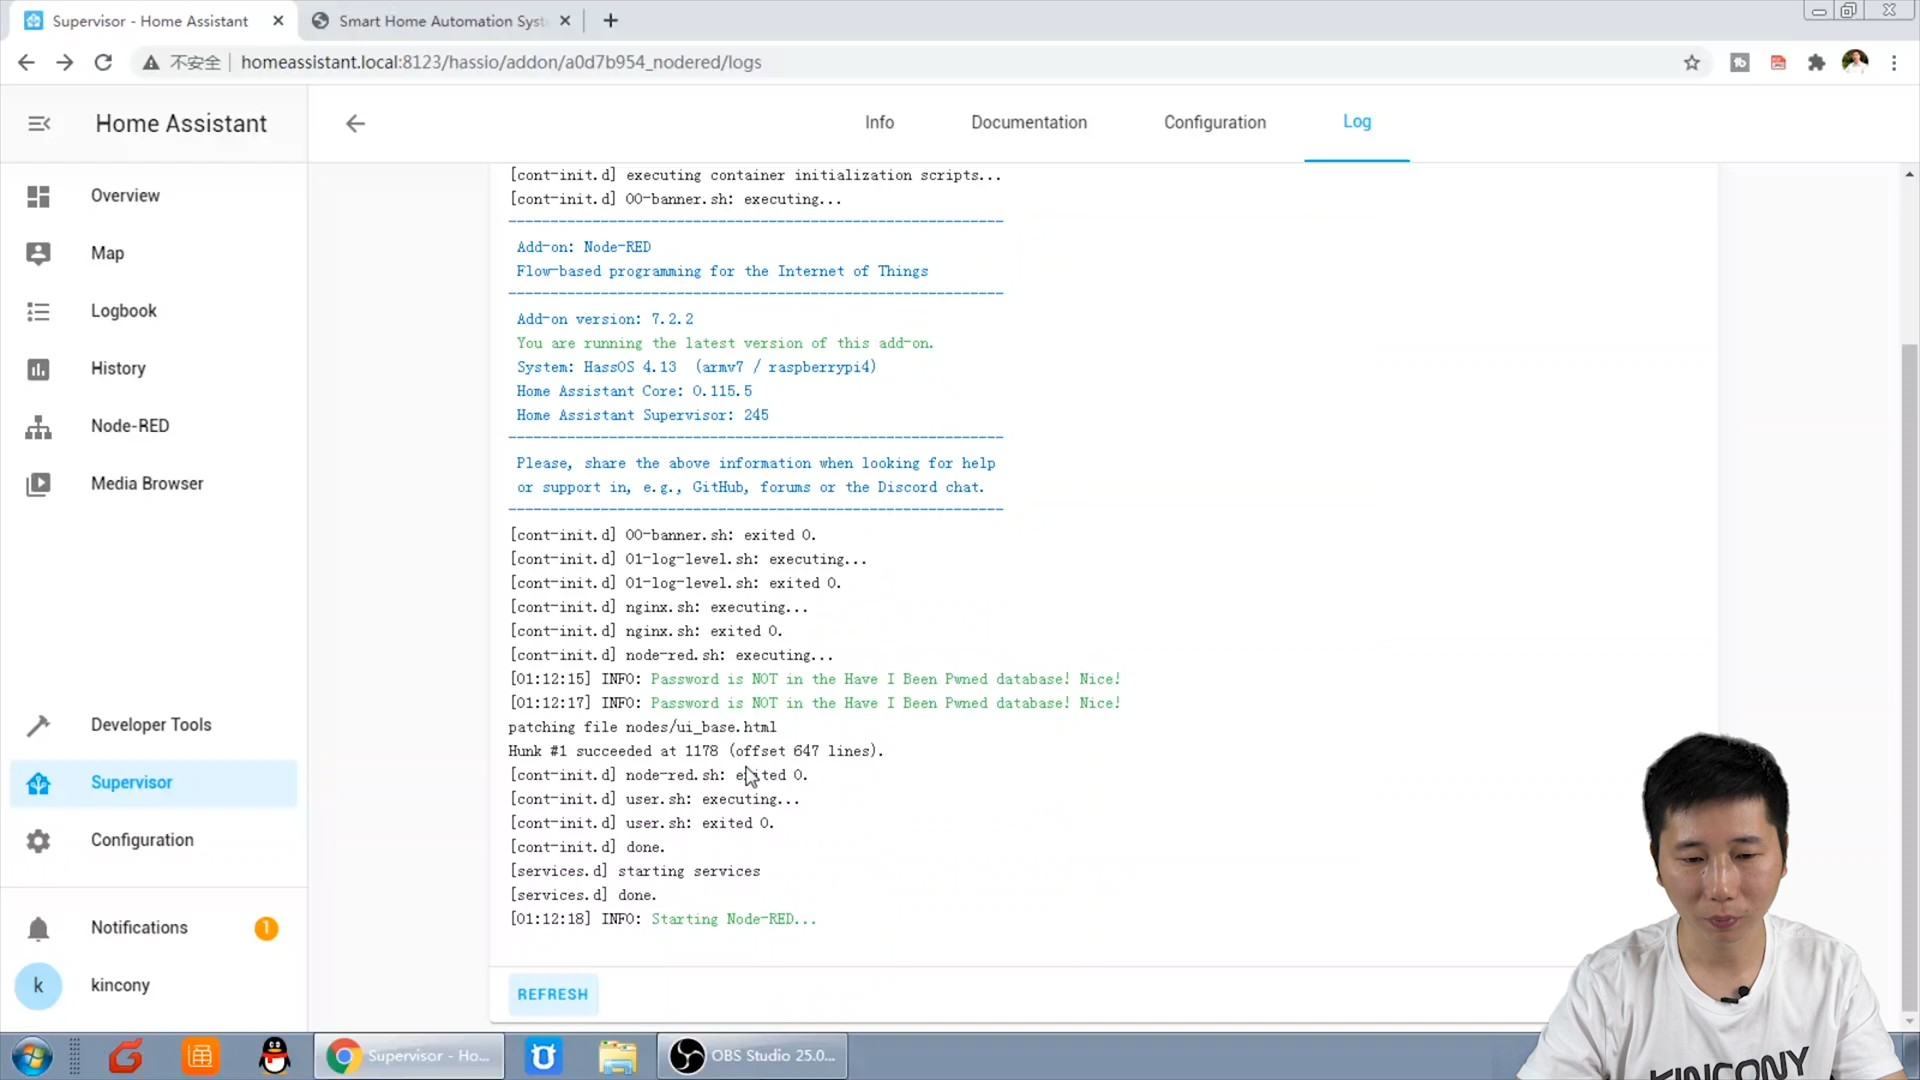 Supervisor - Home Assistant
Smart Home Automation Syst
不安全
homeassistant.local:8123/hassio/addon/a0d7b954_nodered/logs
Home Assistant
Info
Documentation
Configuration
Log
Overview
Map
Logbook
History
Node-RED
Media Browser
Developer Tools
Supervisor
Configuration
Notifications
1
k
kincony
[cont-init.d] executing container initialization scripts...
[cont-init.d] 00-banner.sh: executing...
-----------------------------------------------------------
Add-on: Node-RED
Flow-based programming for the Internet of Things
-----------------------------------------------------------
Add-on version: 7.2.2
You are running the latest version of this add-on.
System: HassOS 4.13  (armv7 / raspberrypi4)
Home Assistant Core: 0.115.5
Home Assistant Supervisor: 245
-----------------------------------------------------------
Please, share the above information when looking for help
or support in, e.g., GitHub, forums or the Discord chat.
-----------------------------------------------------------
[cont-init.d] 00-banner.sh: exited 0.
[cont-init.d] 01-log-level.sh: executing...
[cont-init.d] 01-log-level.sh: exited 0.
[cont-init.d] nginx.sh: executing...
[cont-init.d] nginx.sh: exited 0.
[cont-init.d] node-red.sh: executing...
[01:12:15] INFO: Password is NOT in the Have I Been Pwned database! Nice!
[01:12:17] INFO: Password is NOT in the Have I Been Pwned database! Nice!
patching file nodes/ui_base.html
Hunk #1 succeeded at 1178 (offset 647 lines).
[cont-init.d] node-red.sh: exited 0.
[cont-init.d] user.sh: executing...
[cont-init.d] user.sh: exited 0.
[cont-init.d] done.
[services.d] starting services
[services.d] done.
[01:12:18] INFO: Starting Node-RED...
REFRESH
Supervisor - Ho...
OBS Studio 25.0...
KINCONY